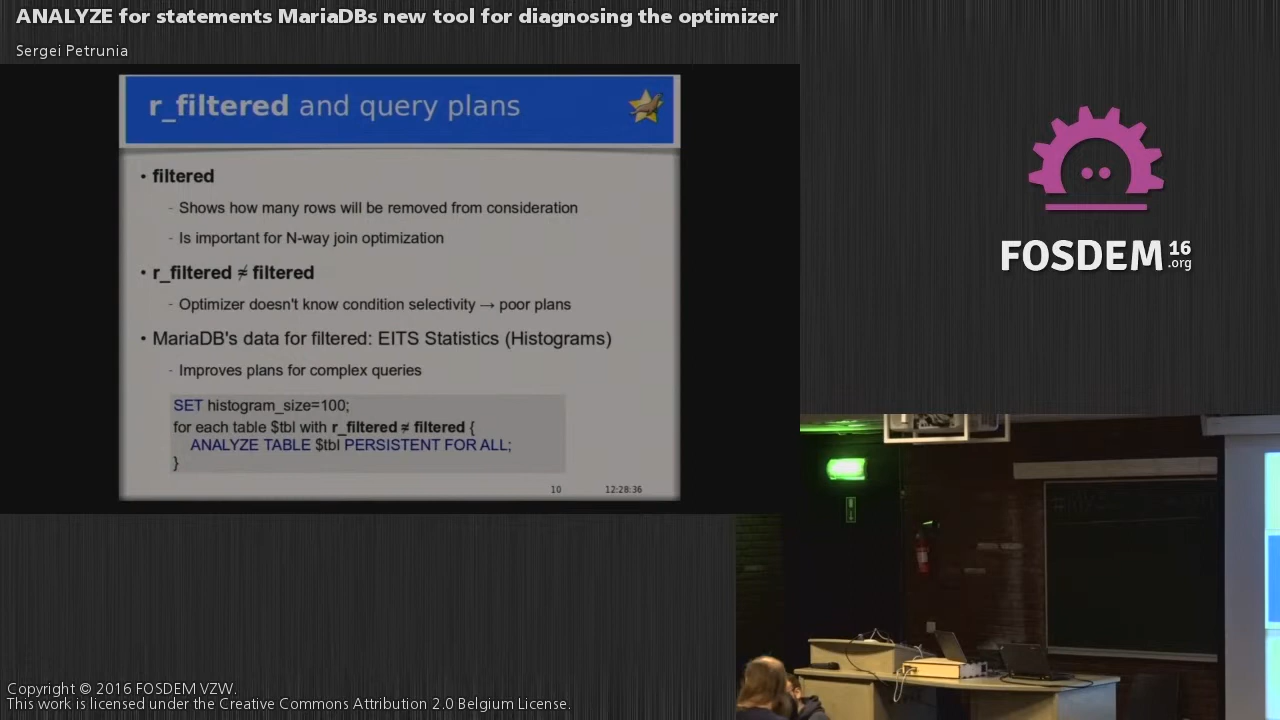 ANALYZE for statements MariaDBs new tool for diagnosing the optimizer
Sergei Petrunia
r_filtered and query plans
• filtered
- Shows how many rows will be removed from consideration
- Is important for N-way join optimization
• r_filtered ≠ filtered
- Optimizer doesn't know condition selectivity → poor plans
• MariaDB's data for filtered: EITS Statistics (Histograms)
- Improves plans for complex queries
SET histogram_size=100;
for each table $tbl with r_filtered ≠ filtered {
ANALYZE TABLE $tbl PERSISTENT FOR ALL;
}
10 12:28:36
FOSDEM 16 .org
Copyright © 2016 FOSDEM VZW.
This work is licensed under the Creative Commons Attribution 2.0 Belgium License.